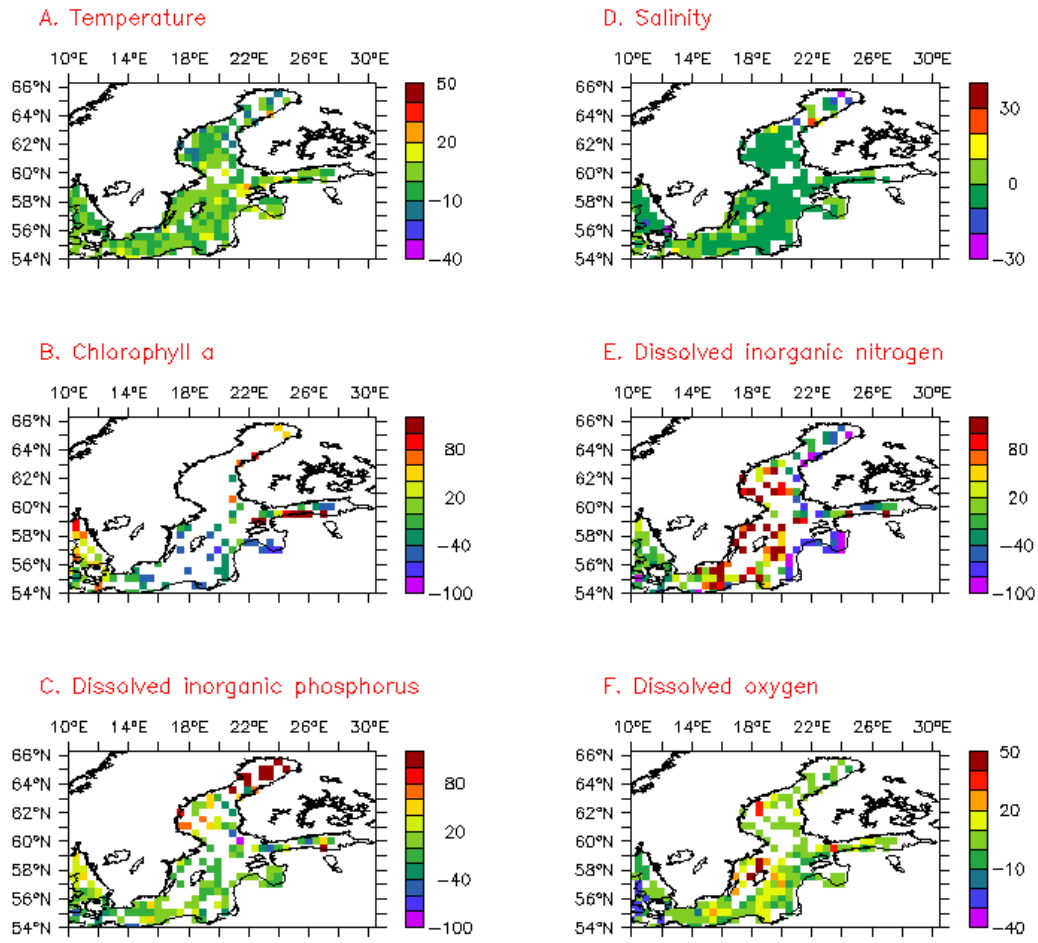 A. Temperature
10°E 14°E 18°E 22°E 26°E 30°E
66°N
64°N
62°N
60°N
58°N
56°N
54°N
50
20
−10
−40
D. Salinity
10°E 14°E 18°E 22°E 26°E 30°E
66°N
64°N
62°N
60°N
58°N
56°N
54°N
30
0
−30
B. Chlorophyll a
10°E 14°E 18°E 22°E 26°E 30°E
66°N
64°N
62°N
60°N
58°N
56°N
54°N
80
20
−40
−100
E. Dissolved inorganic nitrogen
10°E 14°E 18°E 22°E 26°E 30°E
66°N
64°N
62°N
60°N
58°N
56°N
54°N
80
20
−40
−100
C. Dissolved inorganic phosphorus
10°E 14°E 18°E 22°E 26°E 30°E
66°N
64°N
62°N
60°N
58°N
56°N
54°N
80
20
−40
−100
F. Dissolved oxygen
10°E 14°E 18°E 22°E 26°E 30°E
66°N
64°N
62°N
60°N
58°N
56°N
54°N
50
20
−10
−40